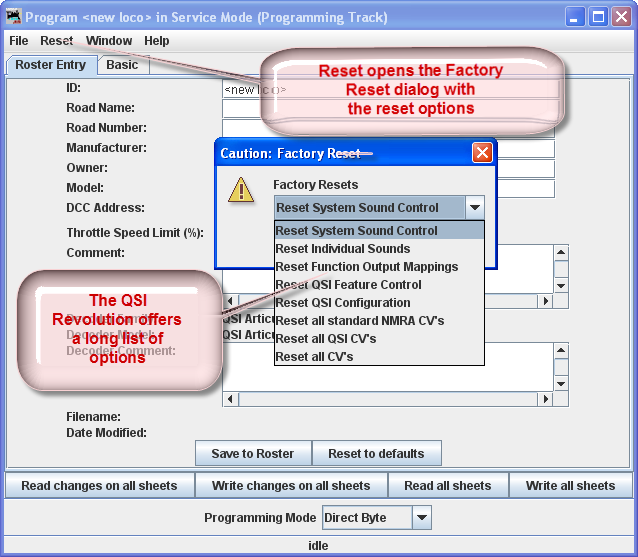 Program <new loco> in Service Mode (Programming Track)
File Reset Window Help
Roster Entry Basic
ID: <new loco>
Reset opens the Factory
Reset dialog with
the reset options
Road Name:
Road Number:
Manufacturer:
Owner:
Model:
DCC Address:
Throttle Speed Limit (%):
Comment:
Caution: Factory Reset
Factory Resets
Reset System Sound Control
Reset System Sound Control
Reset Individual Sounds
Reset Function Output Mappings
Reset QSI Feature Control
Reset QSI Configuration
Reset all standard NMRA CV's
Reset all QSI CV's
Reset all CV's
The QSI
Revolution offers
a long list of
options
Decoder Family:
QSI Artic
Decoder Model:
QSI Artic
Decoder Comment:
Filename:
Date Modified:
Save to Roster Reset to defaults
Read changes on all sheets Write changes on all sheets Read all sheets Write all sheets
Programming Mode Direct Byte
idle